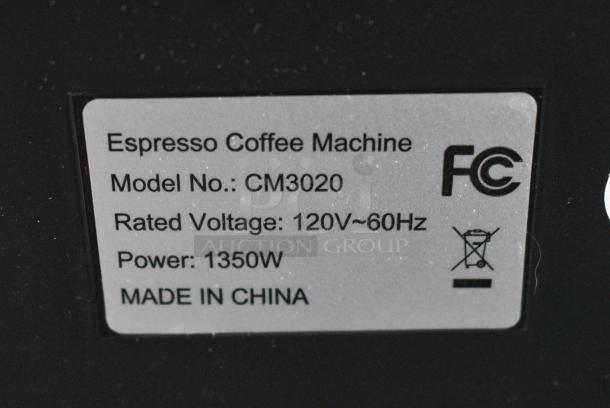 Espresso Coffee Machine
Model No.: CM3020
Rated Voltage: 120V~60Hz
Power: 1350W
MADE IN CHINA
FC
AUCTION GROUP